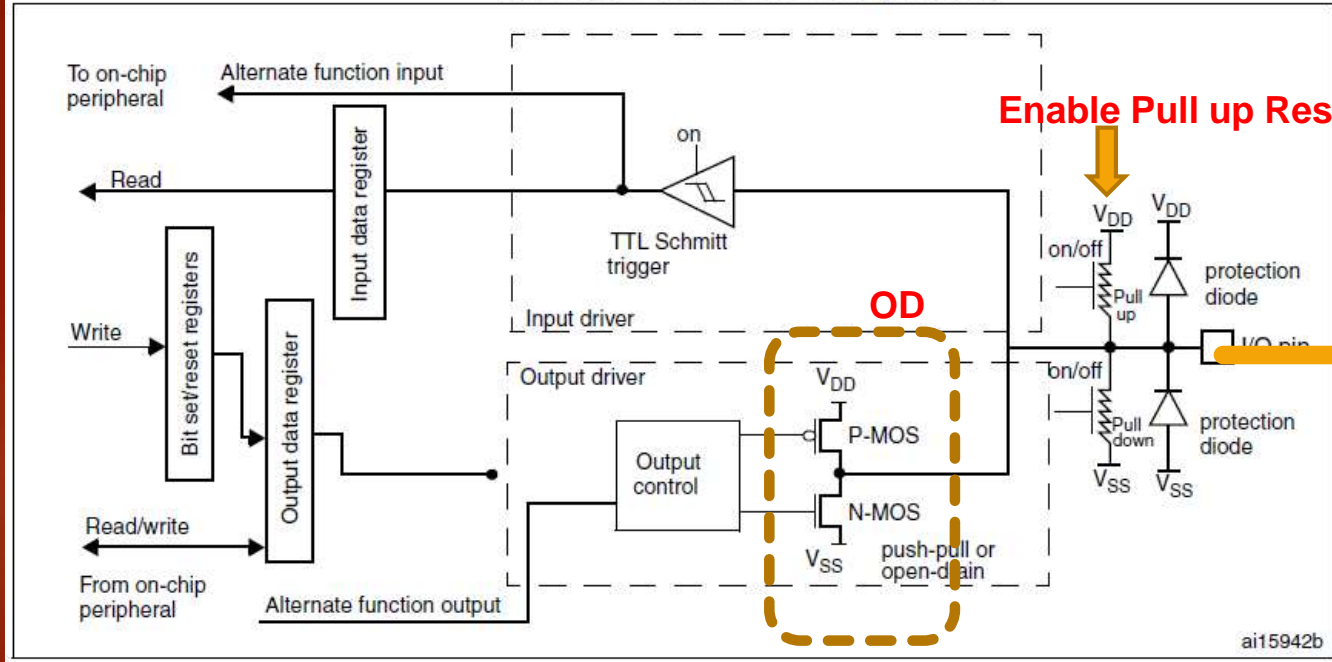 To on-chip
peripheral
Alternate function input
Enable Pull up Res
on
Read
Input data register
TTL Schmitt
trigger
Input driver
Write
Bit set/reset registers
Output data register
Read/write
From on-chip
peripheral
Alternate function output
Output driver
OD
VDD
P-MOS
Output
control
N-MOS
VSS
push-pull or
open-drain
VDD
VDD
on/off
Pull
up
protection
diode
I/O pin
on/off
Pull
down
protection
diode
VSS
VSS
ai15942b